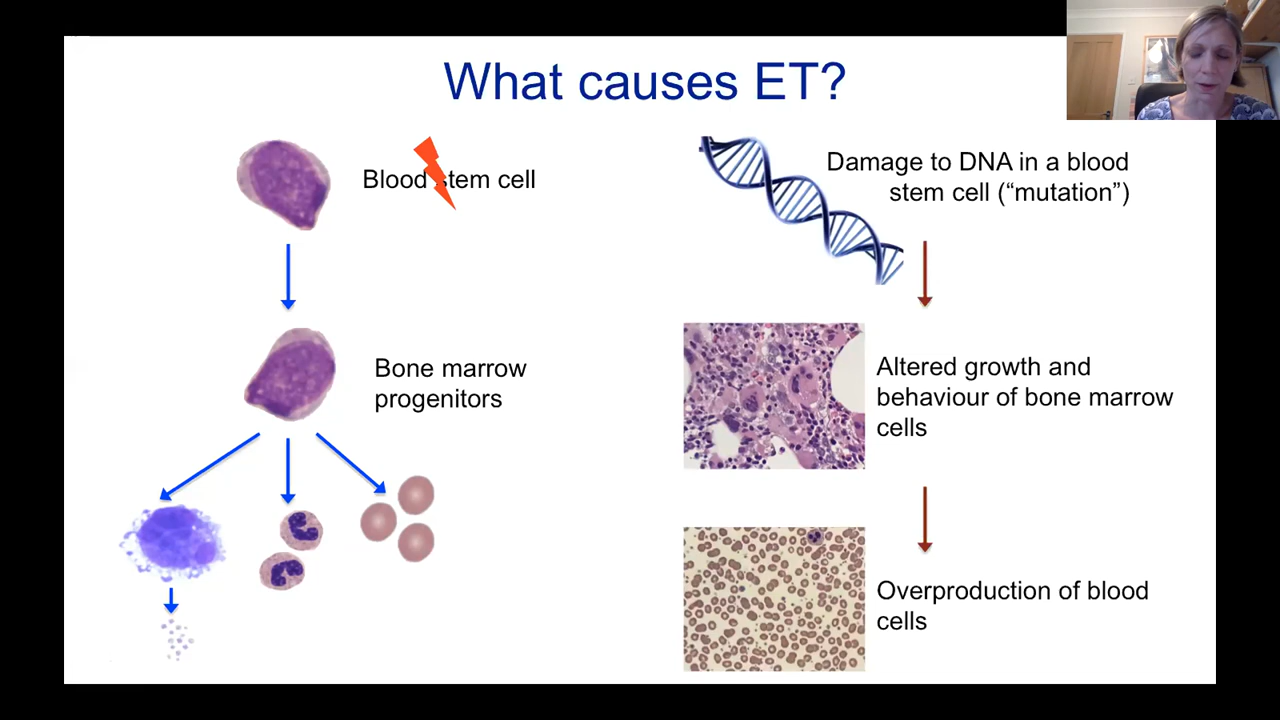 What causes ET?
Blood stem cell
Bone marrow
progenitors
Damage to DNA in a blood
stem cell (“mutation”)
Altered growth and
behaviour of bone marrow
cells
Overproduction of blood
cells